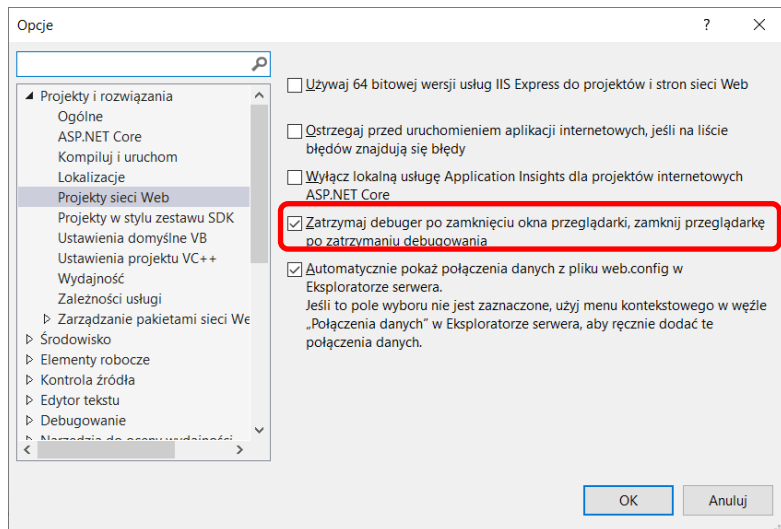 Opcje
Projekty i rozwiązania
Ogólne
ASP.NET Core
Kompiluj i uruchom
Lokalizacje
Projekty sieci Web
Projekty w stylu zestawu SDK
Ustawienia domyślne VB
Ustawienia projektu VC++
Wydajność
Zależności usługi
Zarządzanie pakietami sieci We
Środowisko
Elementy robocze
Kontrola źródła
Edytor tekstu
Debugowanie
Narzędzia do oceny wydajności
Używaj 64 bitowej wersji usług IIS Express do projektów i stron sieci Web
Ostrzegaj przed uruchomieniem aplikacji internetowych, jeśli na liście
błędów znajdują się błędy
Wyłącz lokalną usługę Application Insights dla projektów internetowych
ASP.NET Core
Zatrzymaj debuger po zamknięciu okna przeglądarki, zamknij przeglądarkę
po zatrzymaniu debugowania
Automatycznie pokaż połączenia danych z pliku web.config w
Eksploratorze serwera.
Jeśli to pole wyboru nie jest zaznaczone, użyj menu kontekstowego w węźle
„Połączenia danych” w Eksploratorze serwera, aby ręcznie dodać te
połączenia danych.
OK
Anuluj